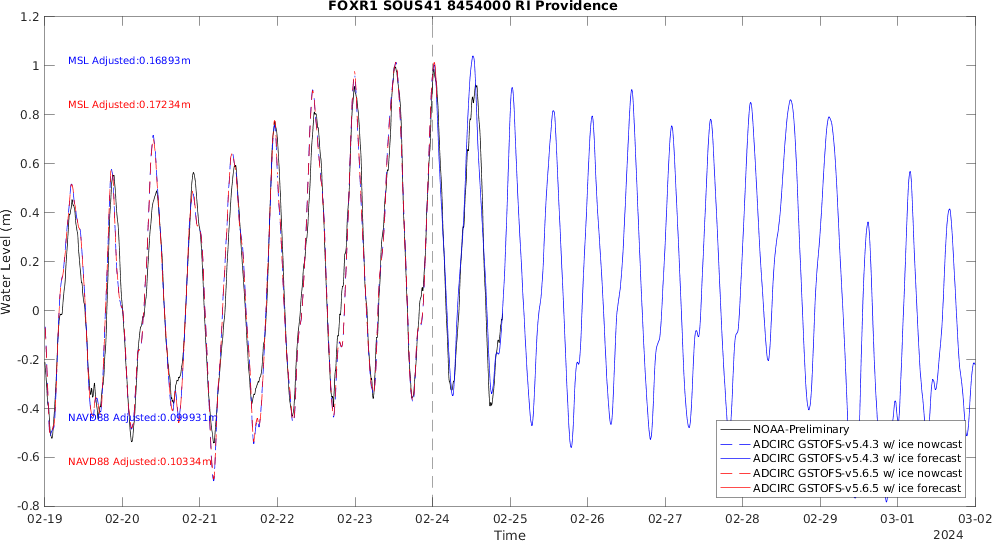 FOXR1 SOUS41 8454000 RI Providence
1.2
1
0.8
0.6
0.4
0.2
0
-0.2
-0.4
-0.6
-0.8
Water Level (m)
MSL Adjusted:0.16893m
MSL Adjusted:0.17234m
NAVD88 Adjusted:0.099931m
NAVD88 Adjusted:0.10334m
NOAA-Preliminary
ADCIRC GSTOFS-v5.4.3 w/ ice nowcast
ADCIRC GSTOFS-v5.4.3 w/ ice forecast
ADCIRC GSTOFS-v5.6.5 w/ ice nowcast
ADCIRC GSTOFS-v5.6.5 w/ ice forecast
02-19 02-20 02-21 02-22 02-23 02-24 02-25 02-26 02-27 02-28 02-29 03-01 03-02
Time
2024